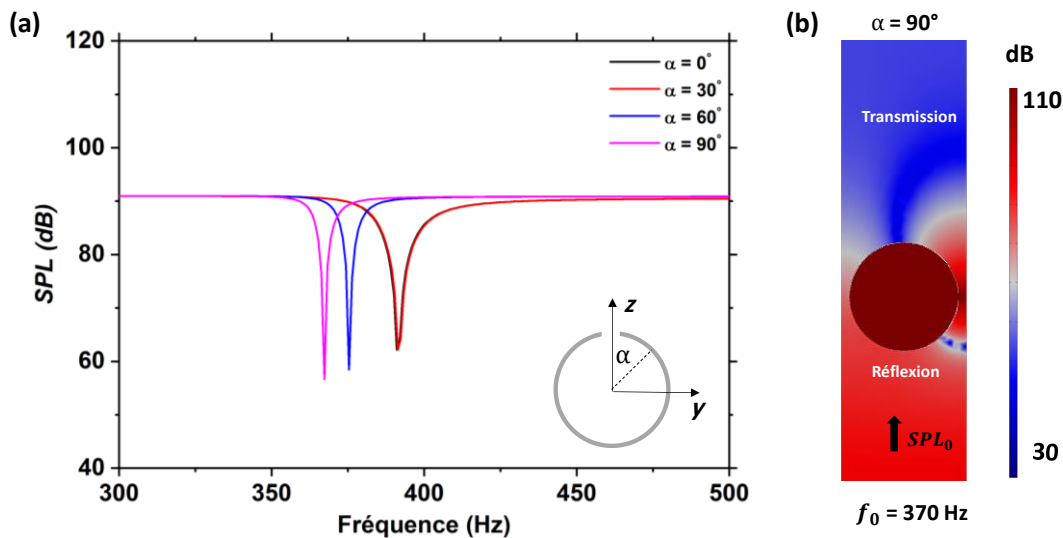 (a)
120
100
80
60
40
SPL (dB)
300
350
400
450
500
Fréquence (Hz)
α = 0°
α = 30°
α = 60°
α = 90°
z
α
y
(b)
α = 90°
dB
110
30
Transmission
Réflexion
SPL₀
f₀ = 370 Hz